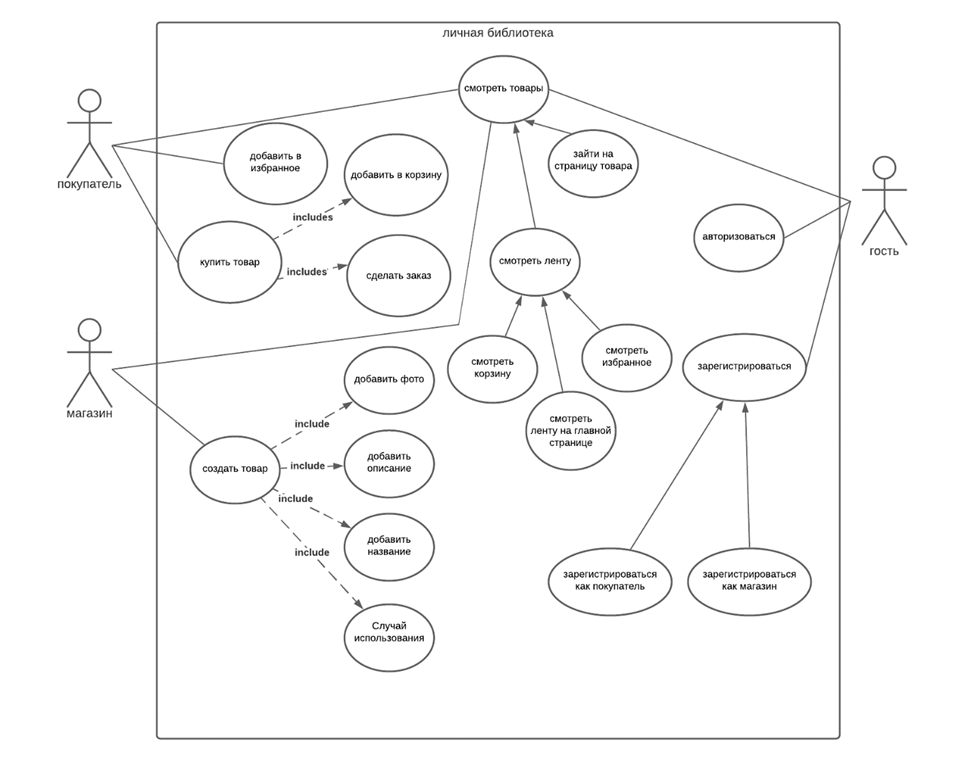 личная библиотека
смотреть товары
покупатель
добавить в
избранное
добавить в корзину
зайти на
страницу товара
includes
купить товар
includes
сделать заказ
смотреть ленту
авторизоваться
гость
магазин
смотреть
корзину
смотреть
избранное
зарегистрироваться
добавить фото
смотреть
ленту на главной
странице
include
создать товар
include
добавить
описание
include
добавить
название
include
Случай
использования
зарегистрироваться
как покупатель
зарегистрироваться
как магазин